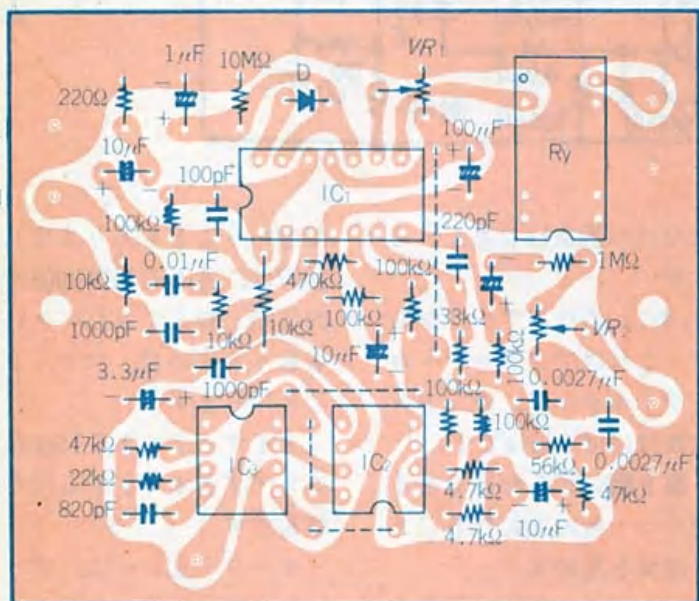 1μF
10MΩ
D
VR1
220Ω
100μF
10μF
100pF
IC1
Ry
100kΩ
220pF
0.01μF
10kΩ
470kΩ
100kΩ
1MΩ
100kΩ
33kΩ
1000pF
10kΩ
10kΩ
VR2
10μF
100kΩ
3.3μF
1000pF
0.0027μF
100kΩ
100kΩ
47kΩ
IC3
IC2
22kΩ
56kΩ
0.0027μF
4.7kΩ
47kΩ
820pF
4.7kΩ
10μF